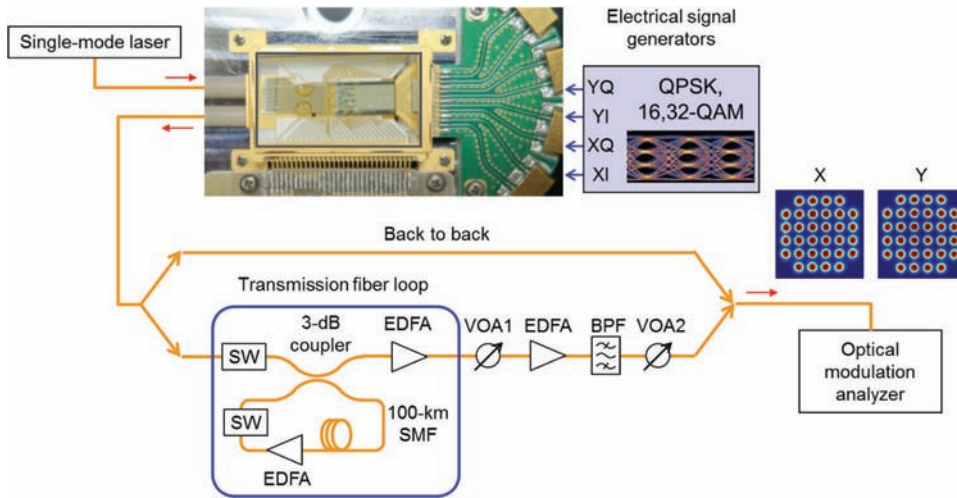 Single-mode laser
Electrical signal
generators
QPSK,
16,32-QAM
YQ
YI
XQ
XI
X
Y
Back to back
Transmission fiber loop
3-dB
coupler
EDFA
VOA1
EDFA
BPF
VOA2
SW
SW
100-km
SMF
EDFA
Optical
modulation
analyzer